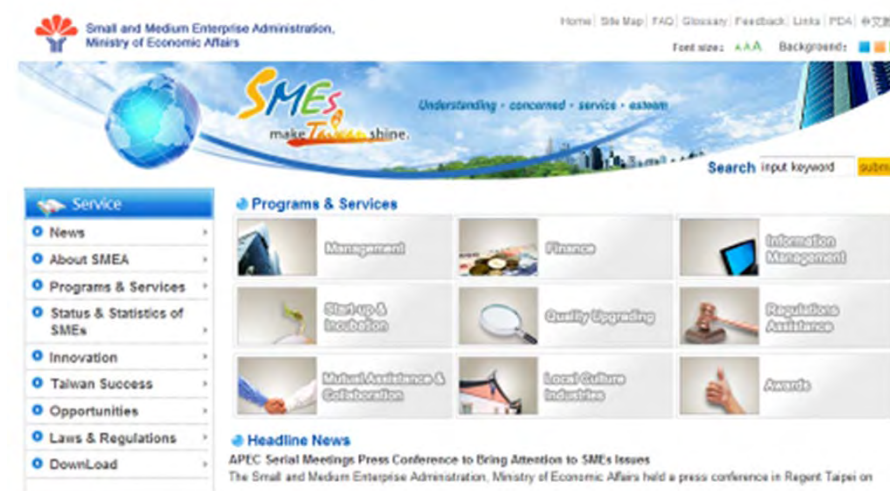 Small and Medium Enterprise Administration,
Ministry of Economic Affairs
Home | Site Map | FAQ | Glossary | Feedback | Links | PDA | 中文
Font size: A A A Background:
SMEs
make Taiwan shine.
Understanding · concerned · service · esteem
Search input keyword
Service
News
About SMEA
Programs & Services
Status & Statistics of
SMEs
Innovation
Taiwan Success
Opportunities
Laws & Regulations
DownLoad
Programs & Services
Management
Finance
Information
Management
Start-up &
Incubation
Quality Upgrading
Regulations
Assistance
Mutual Assistance &
Collaboration
Local Culture
Industries
Awards
Headline News
APEC Serial Meetings Press Conference to Bring Attention to SMEs Issues
The Small and Medium Enterprise Administration, Ministry of Economic Affairs held a press conference in Regent Taipei on